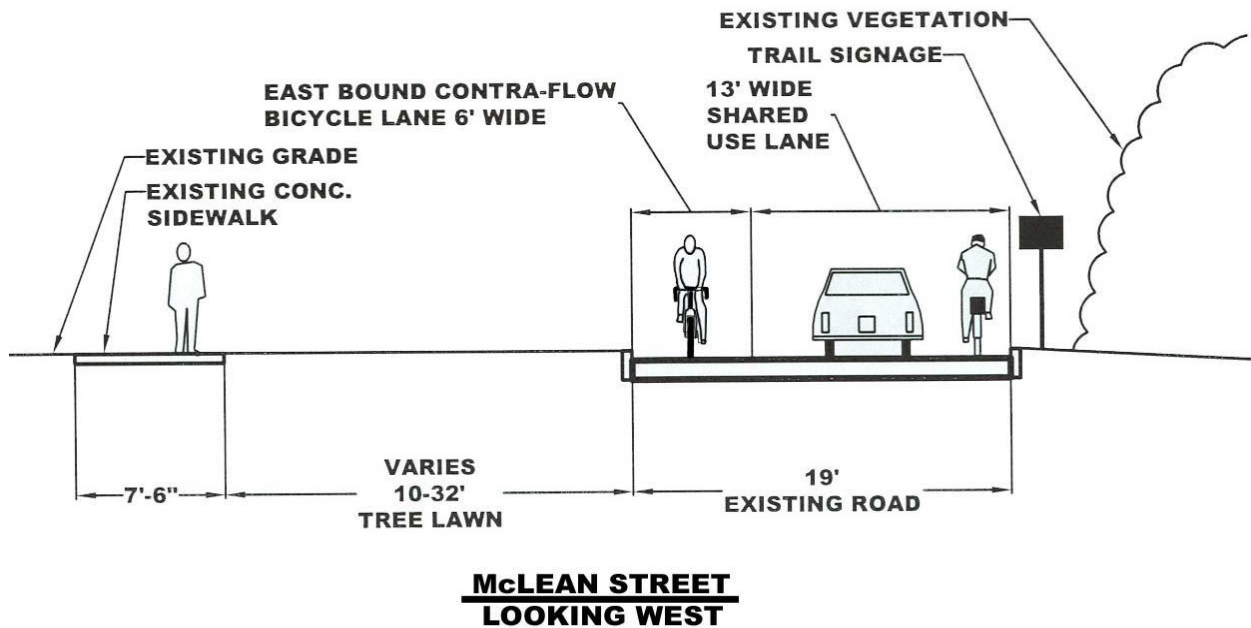 EXISTING VEGETATION
TRAIL SIGNAGE
EAST BOUND CONTRA-FLOW
BICYCLE LANE 6' WIDE
13' WIDE
SHARED
USE LANE
EXISTING GRADE
EXISTING CONC.
SIDEWALK
7'-6"
VARIES
10-32'
TREE LAWN
19'
EXISTING ROAD
McLEAN STREET
LOOKING WEST